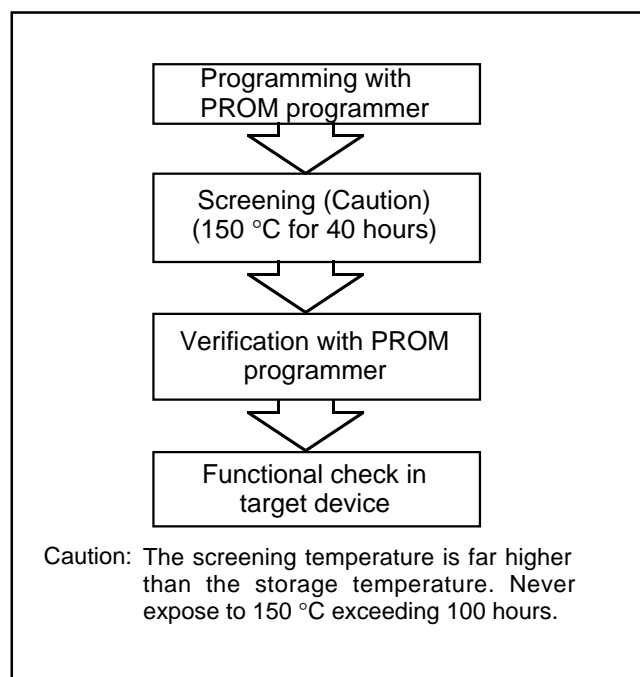 Programming with
PROM programmer
Screening (Caution)
(150 °C for 40 hours)
Verification with PROM
programmer
Functional check in
target device
Caution: The screening temperature is far higher
than the storage temperature. Never
expose to 150 °C exceeding 100 hours.